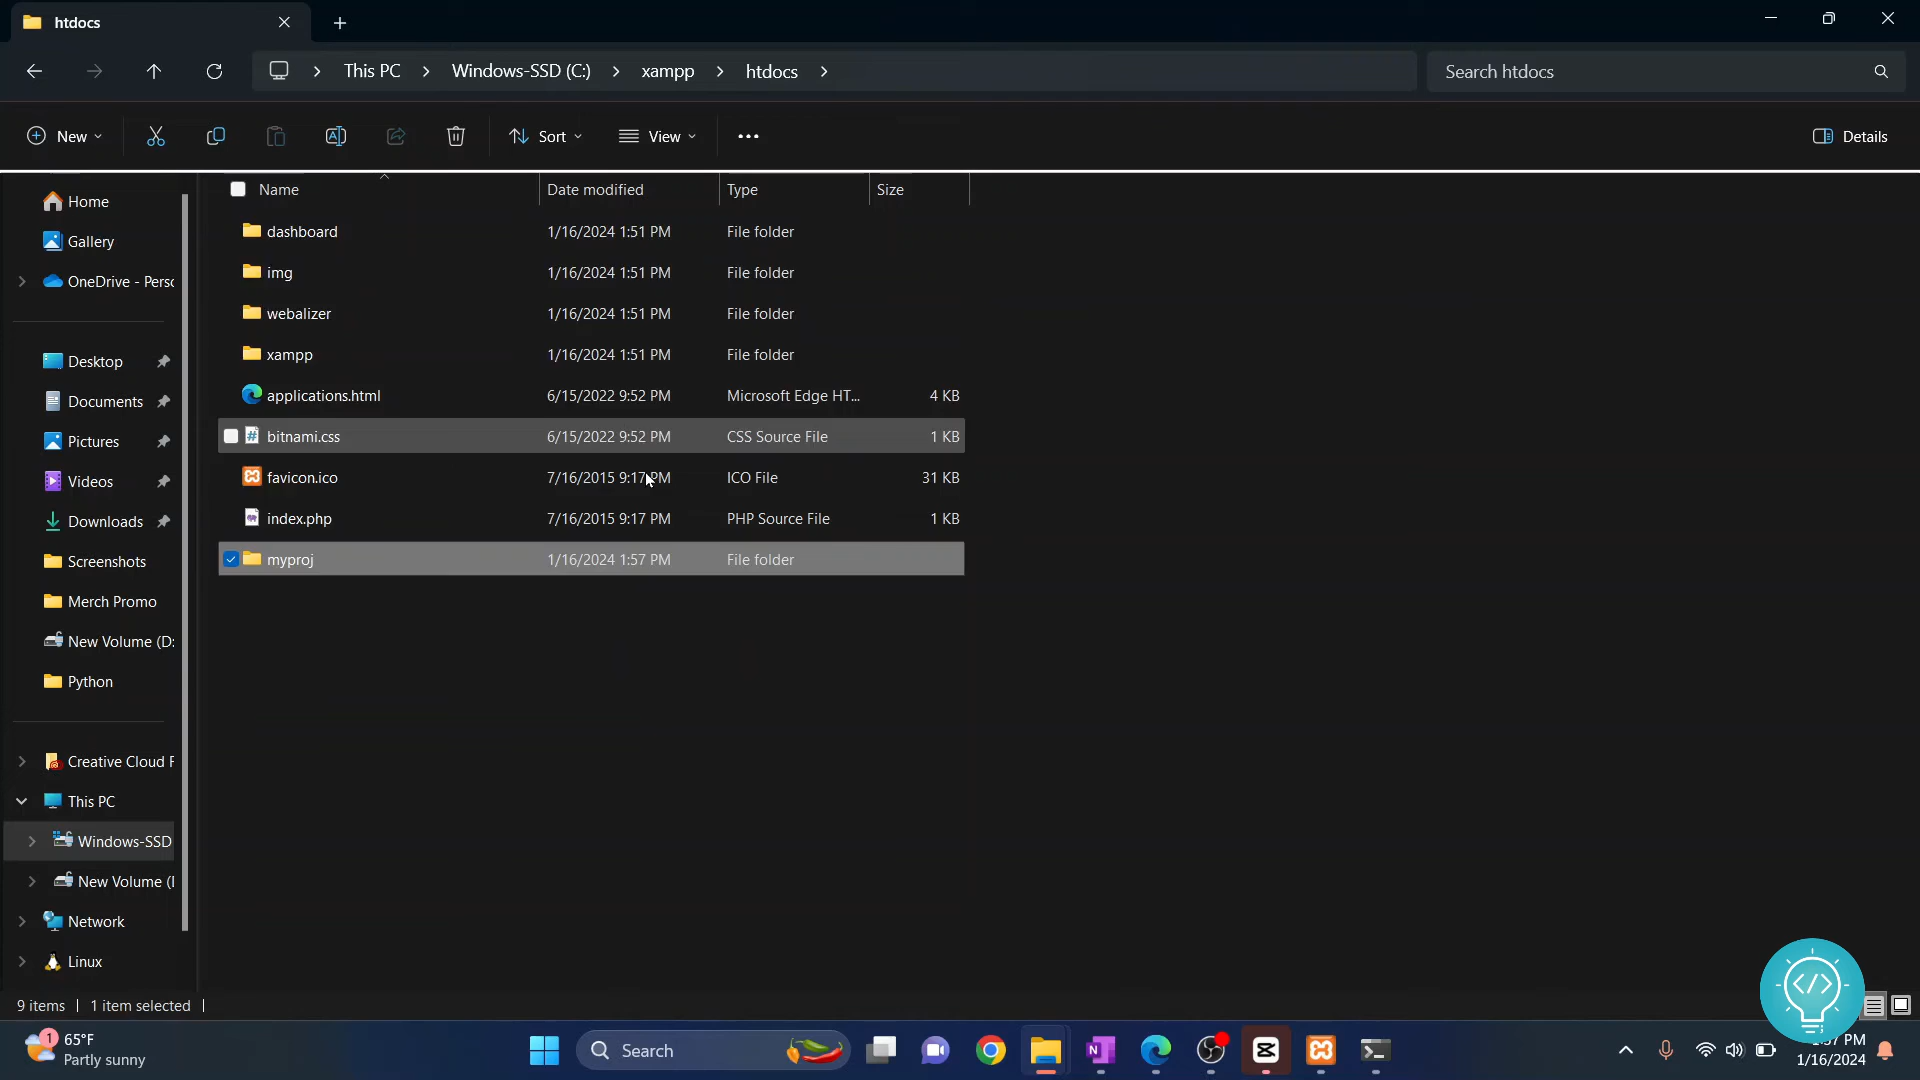 htdocs
This PC
Windows-SSD (C:)
xampp
htdocs
Search htdocs
New
Sort
View
Details
Name
Date modified
Type
Size
Home
Gallery
OneDrive - Pers
Desktop
Documents
Pictures
Videos
Downloads
Screenshots
Merch Promo
New Volume (D:
Python
Creative Cloud F
This PC
Windows-SSD
New Volume (
Network
Linux
dashboard 1/16/2024 1:51 PM File folder
img 1/16/2024 1:51 PM File folder
webalizer 1/16/2024 1:51 PM File folder
xampp 1/16/2024 1:51 PM File folder
applications.html 6/15/2022 9:52 PM Microsoft Edge HT... 4 KB
bitnami.css 6/15/2022 9:52 PM CSS Source File 1 KB
favicon.ico 7/16/2015 9:17 PM ICO File 31 KB
index.php 7/16/2015 9:17 PM PHP Source File 1 KB
myproj 1/16/2024 1:57 PM File folder
9 items
1 item selected
1
65°F
Partly sunny
Search
PM
1/16/2024